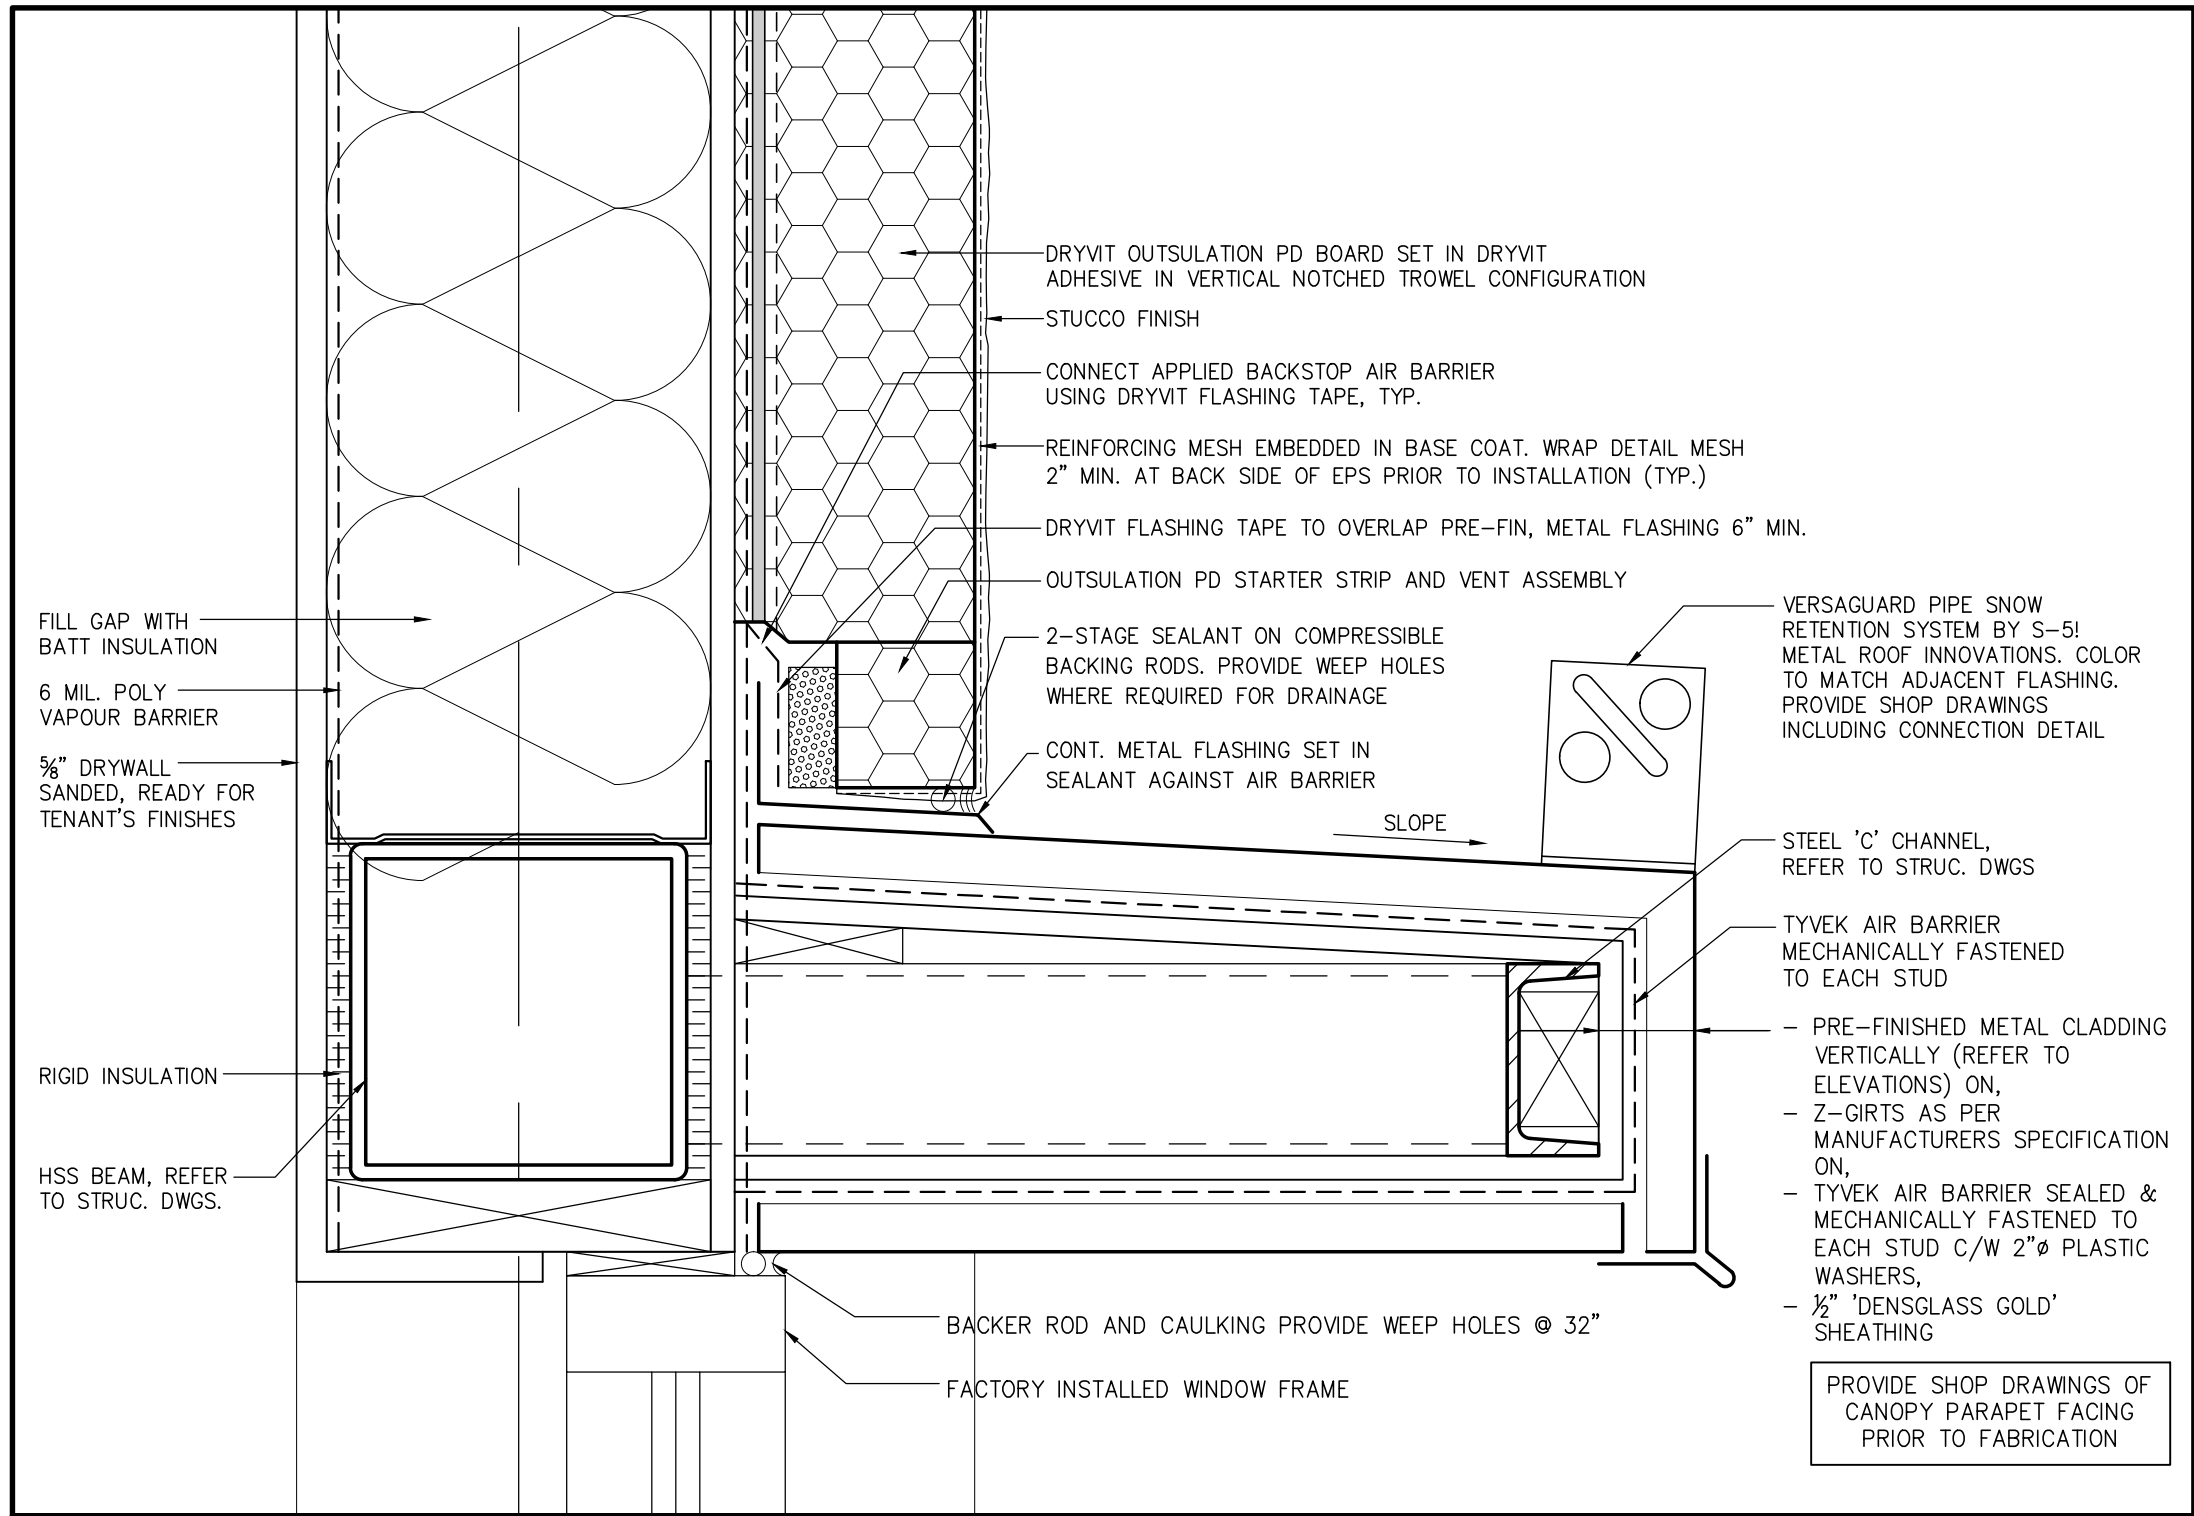 DRYVIT OUTSULATION PD BOARD SET IN DRYVIT
ADHESIVE IN VERTICAL NOTCHED TROWEL CONFIGURATION
STUCCO FINISH
CONNECT APPLIED BACKSTOP AIR BARRIER
USING DRYVIT FLASHING TAPE, TYP.
REINFORCING MESH EMBEDDED IN BASE COAT. WRAP DETAIL MESH
2" MIN. AT BACK SIDE OF EPS PRIOR TO INSTALLATION (TYP.)
DRYVIT FLASHING TAPE TO OVERLAP PRE-FIN, METAL FLASHING 6" MIN.
OUTSULATION PD STARTER STRIP AND VENT ASSEMBLY
2-STAGE SEALANT ON COMPRESSIBLE
BACKING RODS. PROVIDE WEEP HOLES
WHERE REQUIRED FOR DRAINAGE
CONT. METAL FLASHING SET IN
SEALANT AGAINST AIR BARRIER
SLOPE
FILL GAP WITH
BATT INSULATION
6 MIL. POLY
VAPOUR BARRIER
⅝" DRYWALL
SANDED, READY FOR
TENANT'S FINISHES
RIGID INSULATION
HSS BEAM, REFER
TO STRUC. DWGS.
VERSAGUARD PIPE SNOW
RETENTION SYSTEM BY S-5!
METAL ROOF INNOVATIONS. COLOR
TO MATCH ADJACENT FLASHING.
PROVIDE SHOP DRAWINGS
INCLUDING CONNECTION DETAIL
STEEL 'C' CHANNEL,
REFER TO STRUC. DWGS
TYVEK AIR BARRIER
MECHANICALLY FASTENED
TO EACH STUD
- PRE-FINISHED METAL CLADDING
VERTICALLY (REFER TO
ELEVATIONS) ON,
- Z-GIRTS AS PER
MANUFACTURERS SPECIFICATION
ON,
- TYVEK AIR BARRIER SEALED &
MECHANICALLY FASTENED TO
EACH STUD C/W 2"ø PLASTIC
WASHERS,
- ½" 'DENSGLASS GOLD'
SHEATHING
BACKER ROD AND CAULKING PROVIDE WEEP HOLES @ 32"
FACTORY INSTALLED WINDOW FRAME
PROVIDE SHOP DRAWINGS OF
CANOPY PARAPET FACING
PRIOR TO FABRICATION